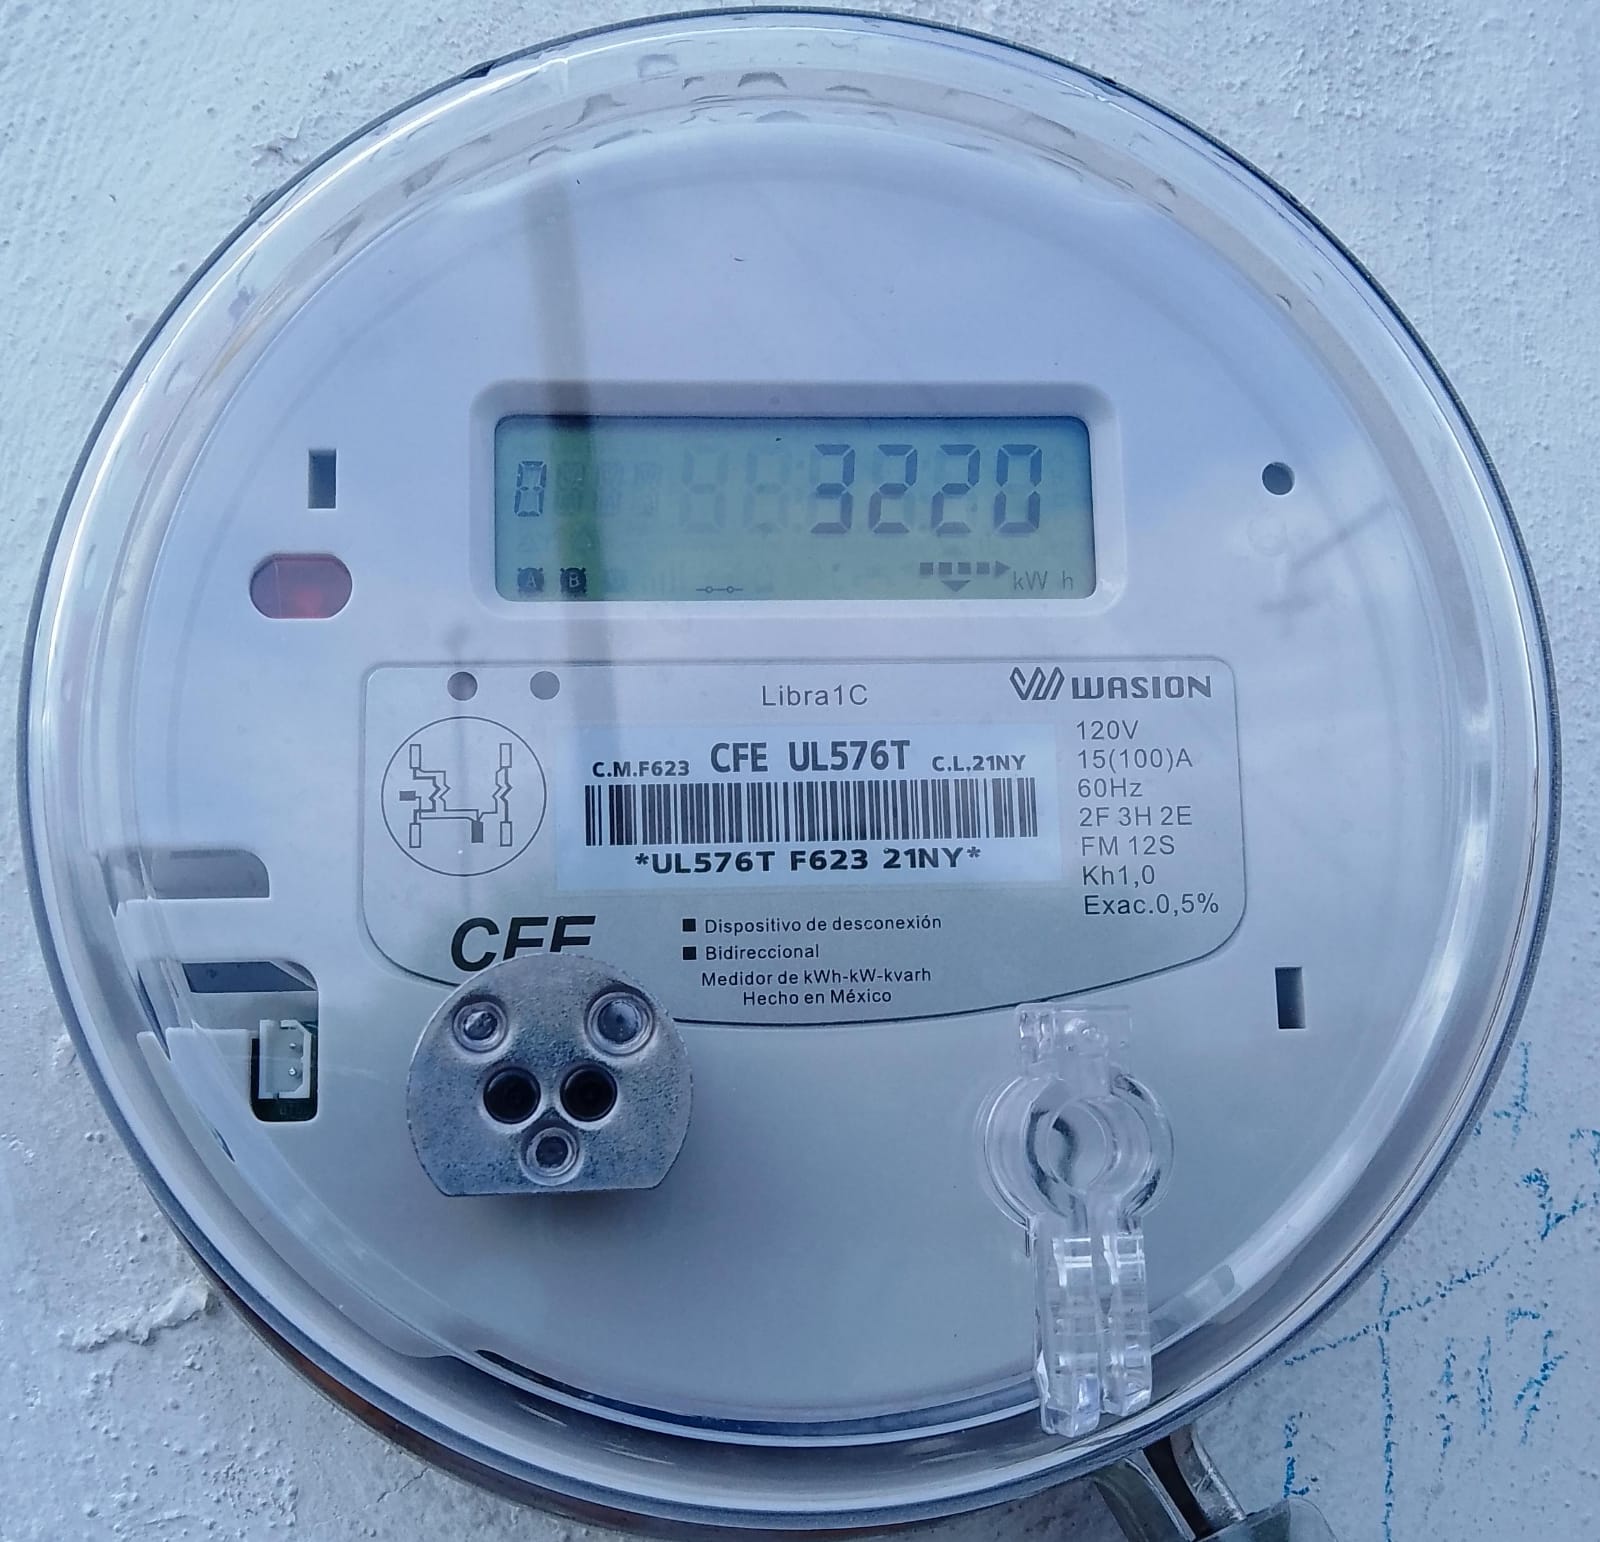 0 3220
A B kW h
Libra1C
WASION
C.M.F623 CFE UL576T C.L.21NY
*UL576T F623 21NY*
120V
15(100)A
60Hz
2F 3H 2E
FM 12S
Kh1,0
Exac.0,5%
CFE
Dispositivo de desconexión
Bidireccional
Medidor de kWh-kW-kvarh
Hecho en México